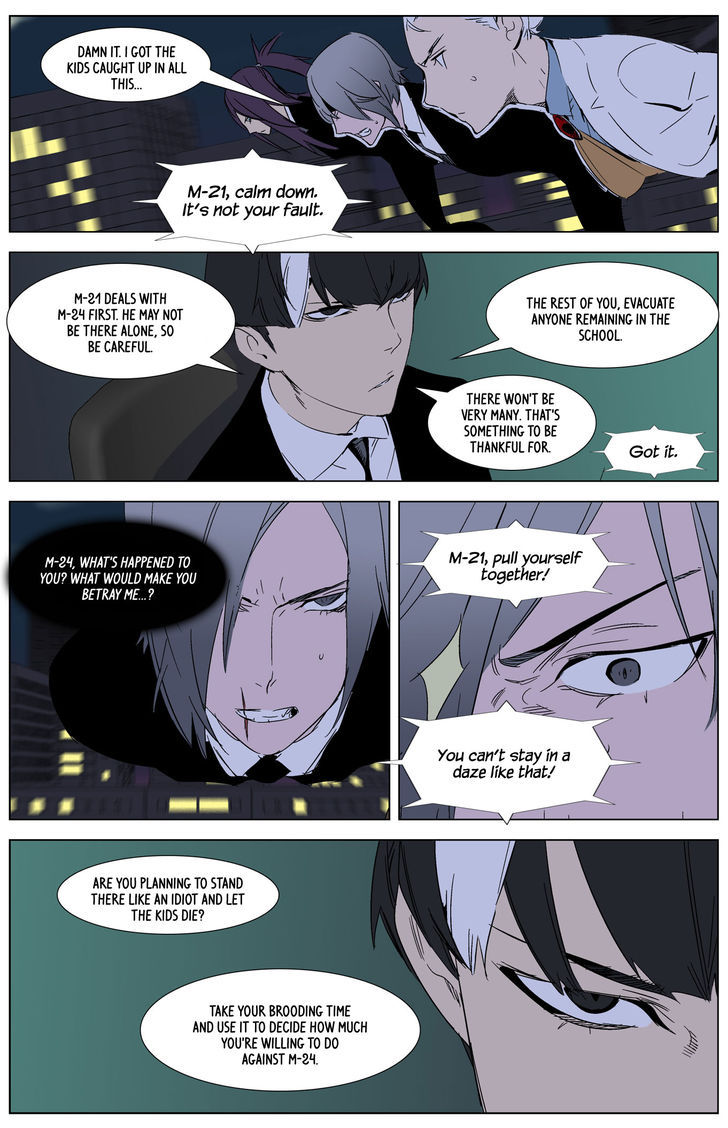 DAMN IT. I GOT THE
KIDS CAUGHT UP IN ALL
THIS...
M-21, calm down.
It's not your fault.
M-21 DEALS WITH
M-24 FIRST. HE MAY NOT
BE THERE ALONE, SO
BE CAREFUL.
THE REST OF YOU, EVACUATE
ANYONE REMAINING IN THE
SCHOOL.
THERE WON'T BE
VERY MANY. THAT'S
SOMETHING TO BE
THANKFUL FOR.
Got it.
M-24, WHAT'S HAPPENED TO
YOU? WHAT WOULD MAKE YOU
BETRAY ME...?
M-21, pull yourself
together!
You can't stay in a
daze like that!
ARE YOU PLANNING TO STAND
THERE LIKE AN IDIOT AND LET
THE KIDS DIE?
TAKE YOUR BROODING TIME
AND USE IT TO DECIDE HOW MUCH
YOU'RE WILLING TO DO
AGAINST M-24.